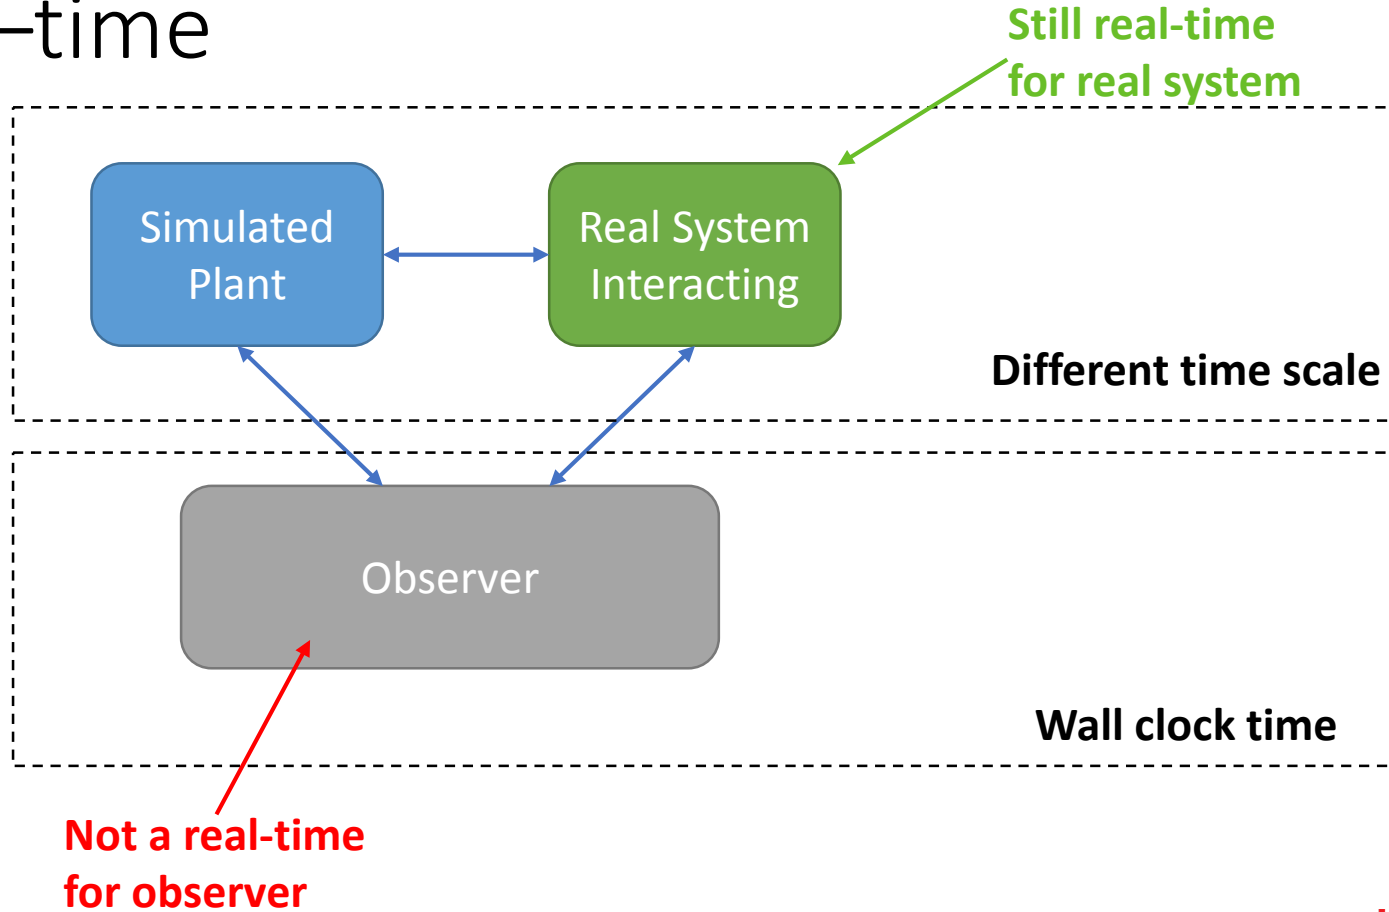 –time
Still real-time
for real system
Simulated
Plant
Real System
Interacting
Different time scale
Observer
Wall clock time
Not a real-time
for observer